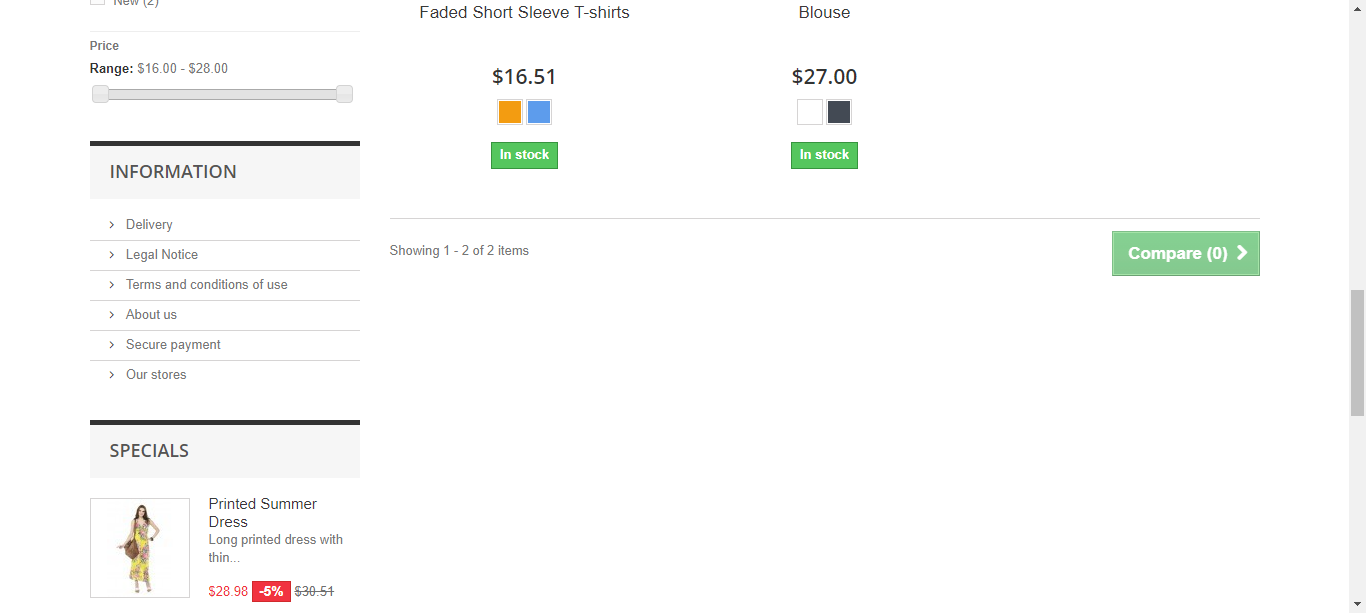 New (2)
Price
Range: $16.00 - $28.00
INFORMATION
Delivery
Legal Notice
Terms and conditions of use
About us
Secure payment
Our stores
SPECIALS
Printed Summer
Dress
Long printed dress with
thin...
$28.98 -5% $30.51
Faded Short Sleeve T-shirts
$16.51
In stock
Blouse
$27.00
In stock
Showing 1 - 2 of 2 items
Compare (0)